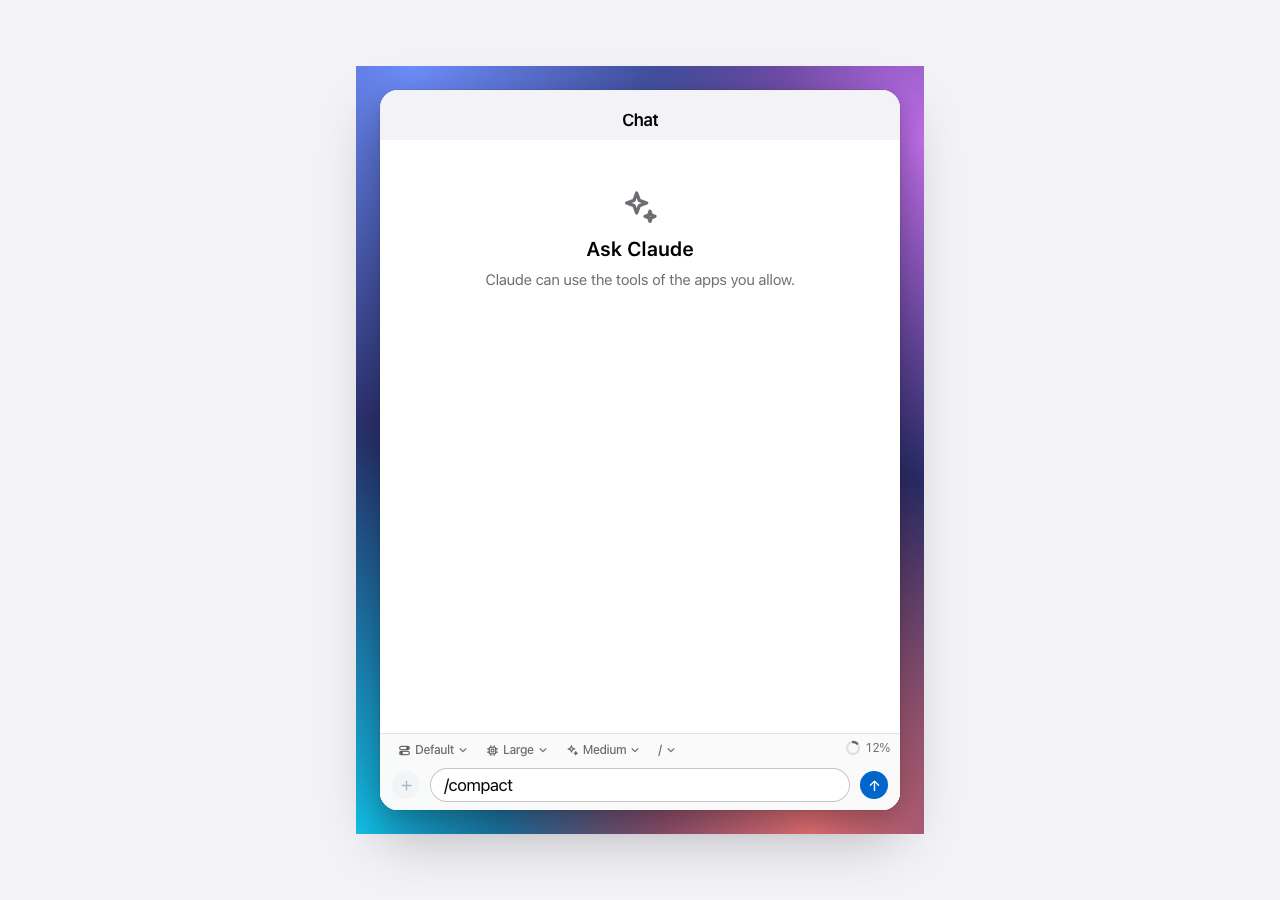 Chat
Ask Claude
Claude can use the tools of the apps you allow.
Default Large Medium / 12%
/compact